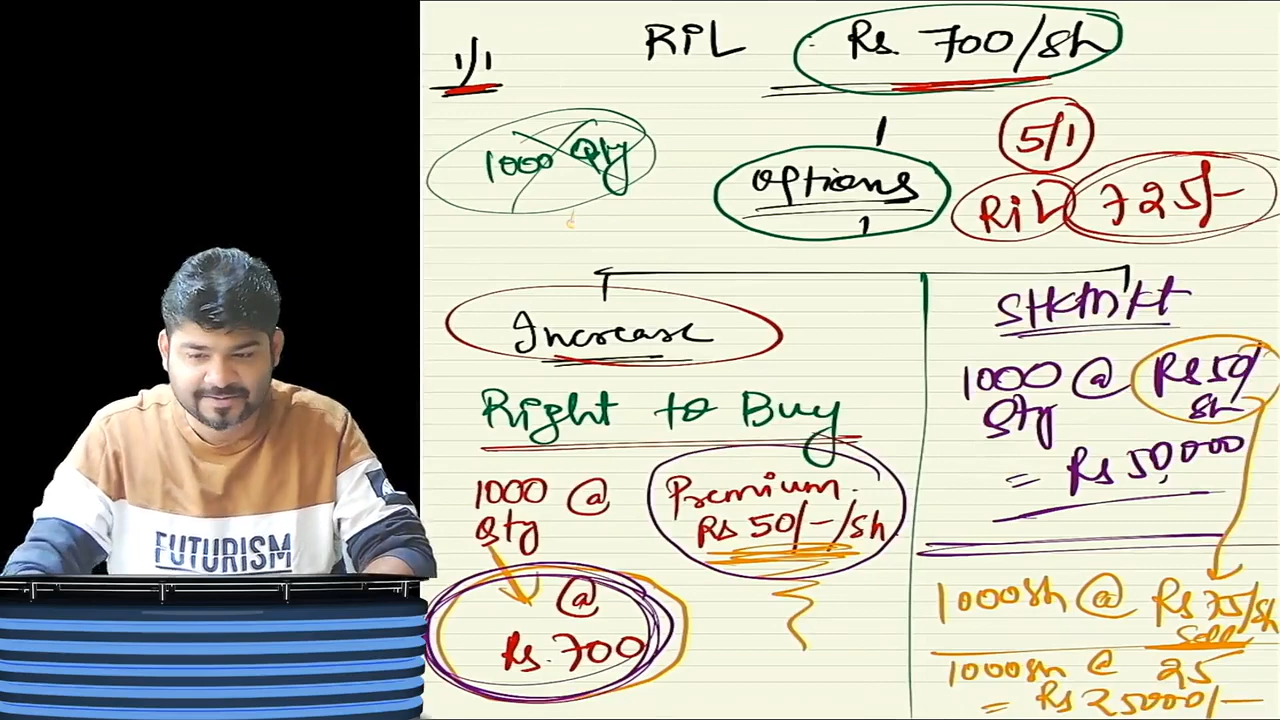 RIL Rs. 700/sh
1/1
1000 Qty
Options
5/1
RIL 725/-
Increase
Right to Buy
1000 @ Premium.
Qty Rs 50/-/sh
@
Rs. 700
Stk Mkt
1000 @ Rs 50/
Qty sh
= Rs 50,000
1000 sh @ Rs 75/sh
Sell
1000 sh @ 25
= Rs 25000/-
FUTURISM